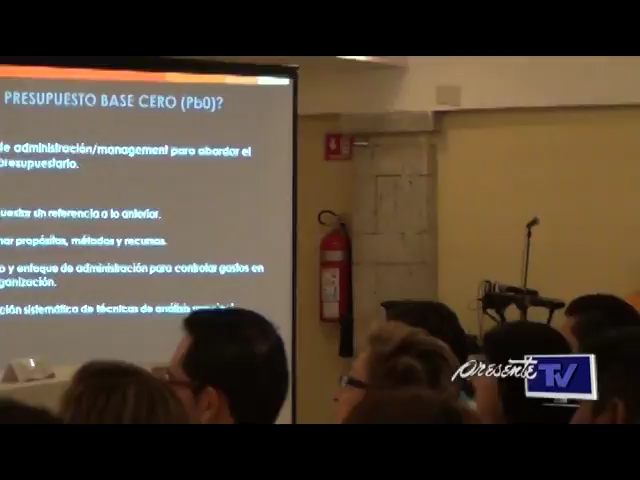 PRESUPUESTO BASE CERO (Pb0)?
de administración/management para abordar el
presupuestario.
uestar sin referencia a lo anterior.
nar propósitos, métodos y recursos.
o y enfoque de administración para controlar gastos en
ganización.
ción sistemática de técnicas de análisis
presente TV